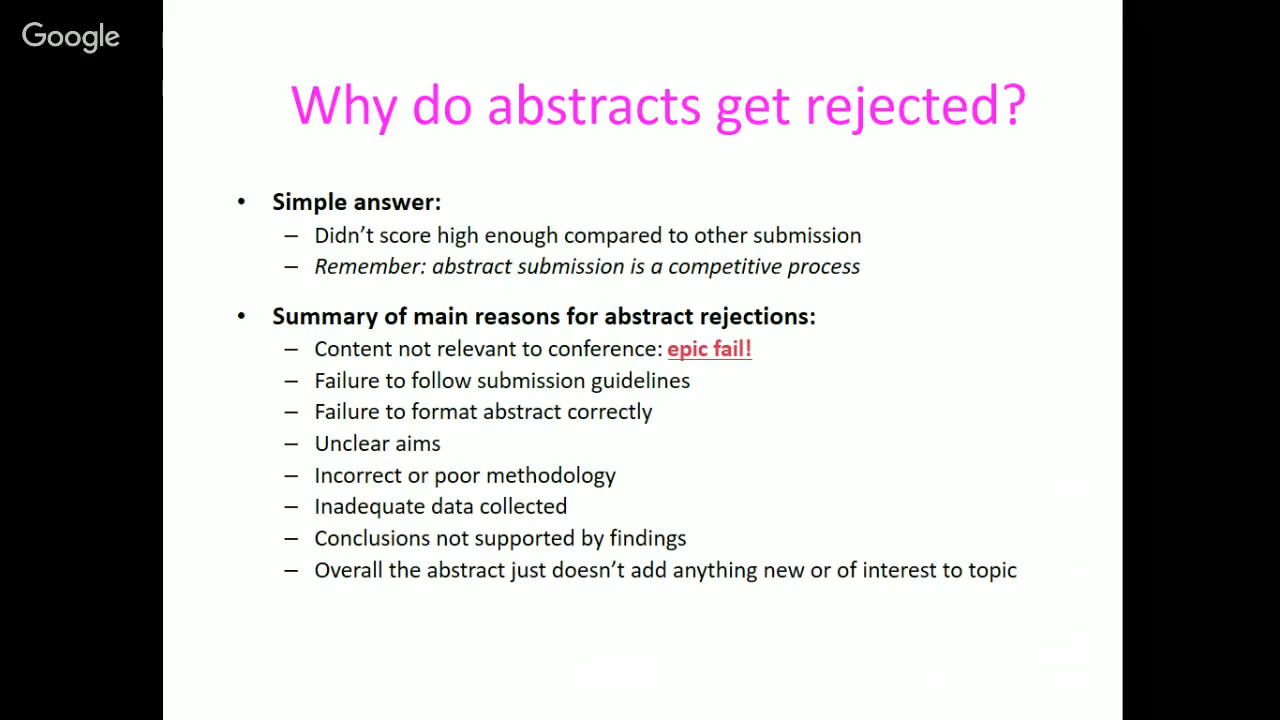 Google
Why do abstracts get rejected?
• Simple answer:
– Didn't score high enough compared to other submission
– Remember: abstract submission is a competitive process
• Summary of main reasons for abstract rejections:
– Content not relevant to conference: epic fail!
– Failure to follow submission guidelines
– Failure to format abstract correctly
– Unclear aims
– Incorrect or poor methodology
– Inadequate data collected
– Conclusions not supported by findings
– Overall the abstract just doesn't add anything new or of interest to topic